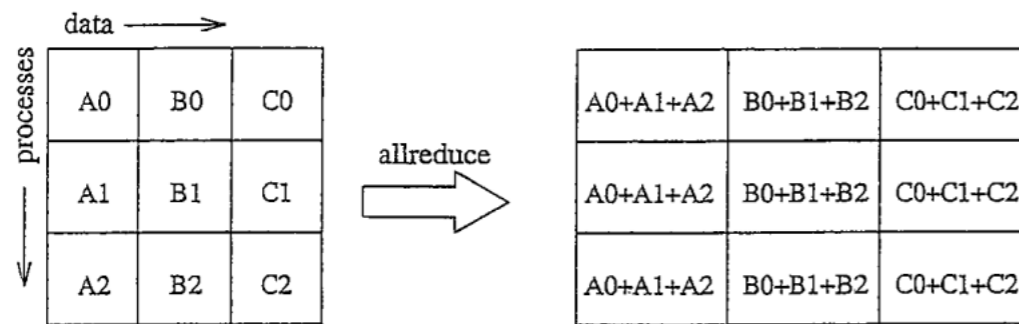 data
processes
A0 B0 C0
A1 B1 C1
A2 B2 C2
allreduce
A0+A1+A2 B0+B1+B2 C0+C1+C2
A0+A1+A2 B0+B1+B2 C0+C1+C2
A0+A1+A2 B0+B1+B2 C0+C1+C2